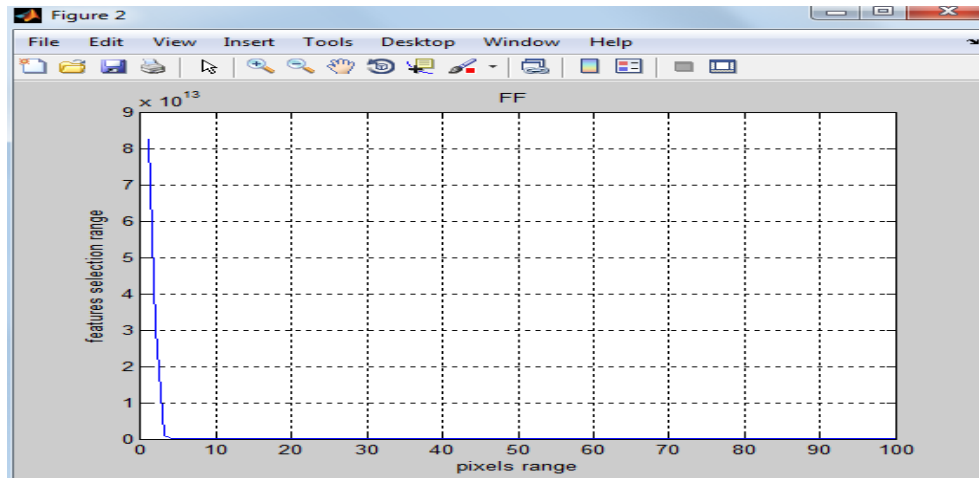 Figure 2
File Edit View Insert Tools Desktop Window Help
x 10^13
FF
9
8
7
6
5
4
3
2
1
0
features selection range
0 10 20 30 40 50 60 70 80 90 100
pixels range